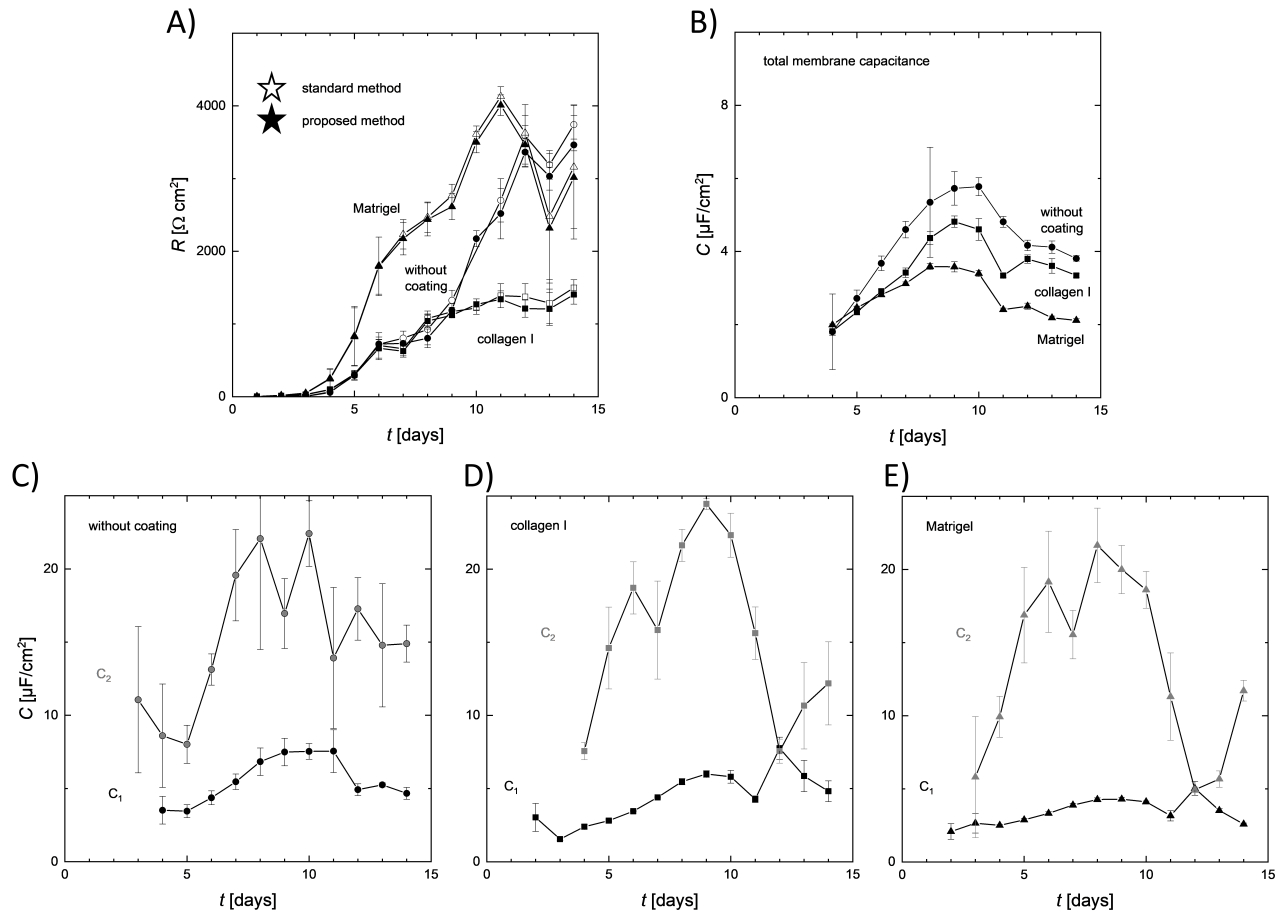 A)
standard method
proposed method
Matrigel
without
coating
collagen I
R [Ω cm²]
4000
2000
0
0
5
10
15
t [days]
B)
total membrane capacitance
without
coating
collagen I
Matrigel
C [µF/cm²]
8
4
0
0
5
10
15
t [days]
C)
without coating
C₂
C₁
C [µF/cm²]
20
10
0
0
5
10
15
t [days]
D)
collagen I
C₂
C₁
20
10
0
0
5
10
15
t [days]
E)
Matrigel
C₂
C₁
20
10
0
0
5
10
15
t [days]